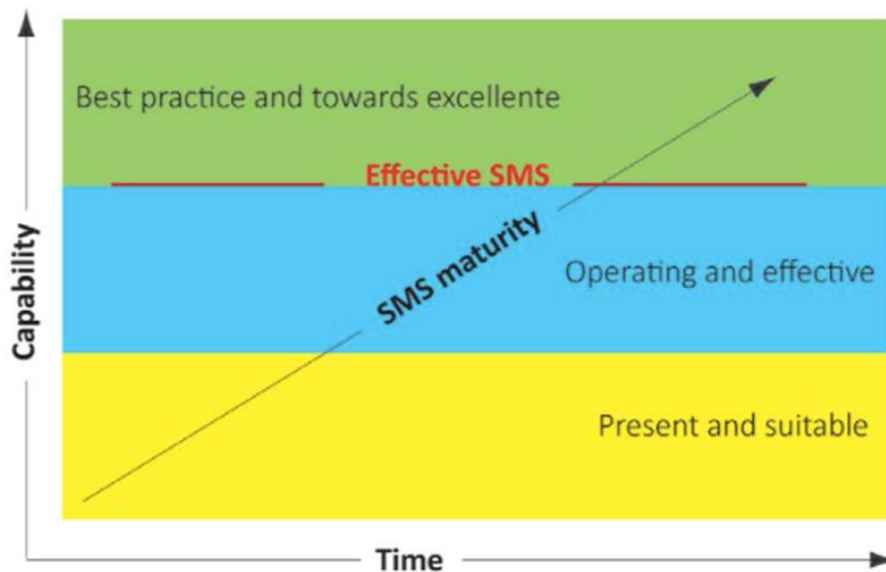 Best practice and towards excellente
Effective SMS
SMS maturity
Operating and effective
Present and suitable
Capability
Time